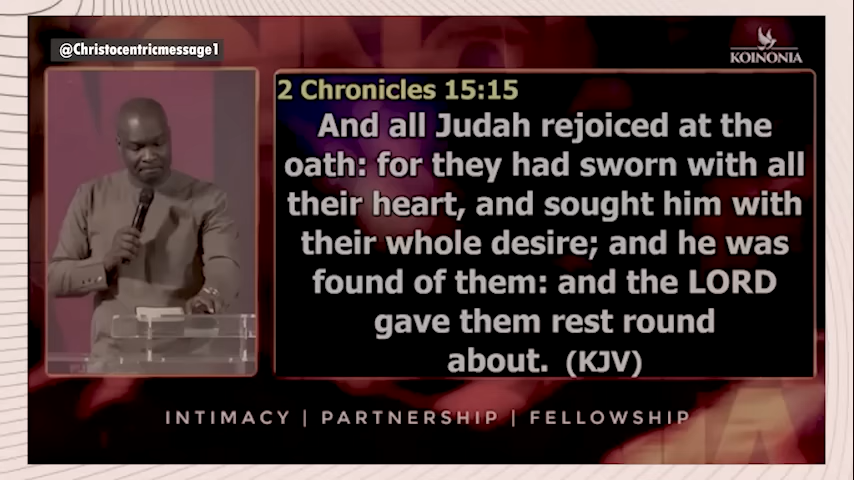 @Christocentricmessage1
KOINONIA
2 Chronicles 15:15
And all Judah rejoiced at the
oath: for they had sworn with all
their heart, and sought him with
their whole desire; and he was
found of them: and the LORD
gave them rest round
about. (KJV)
INTIMACY | PARTNERSHIP | FELLOWSHIP